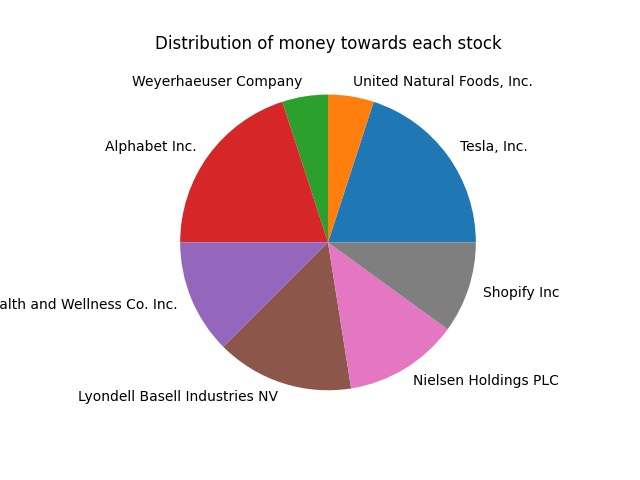 Distribution of money towards each stock
Weyerhaeuser Company
United Natural Foods, Inc.
Alphabet Inc.
Tesla, Inc.
and Wellness Co. Inc.
Shopify Inc
Nielsen Holdings PLC
Lyondell Basell Industries NV